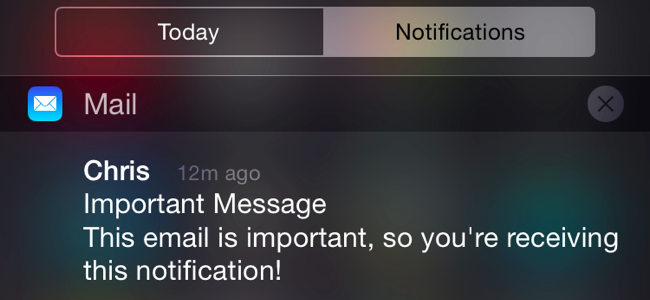 Today Notifications
Mail
Chris 12m ago
Important Message
This email is important, so you're receiving
this notification!